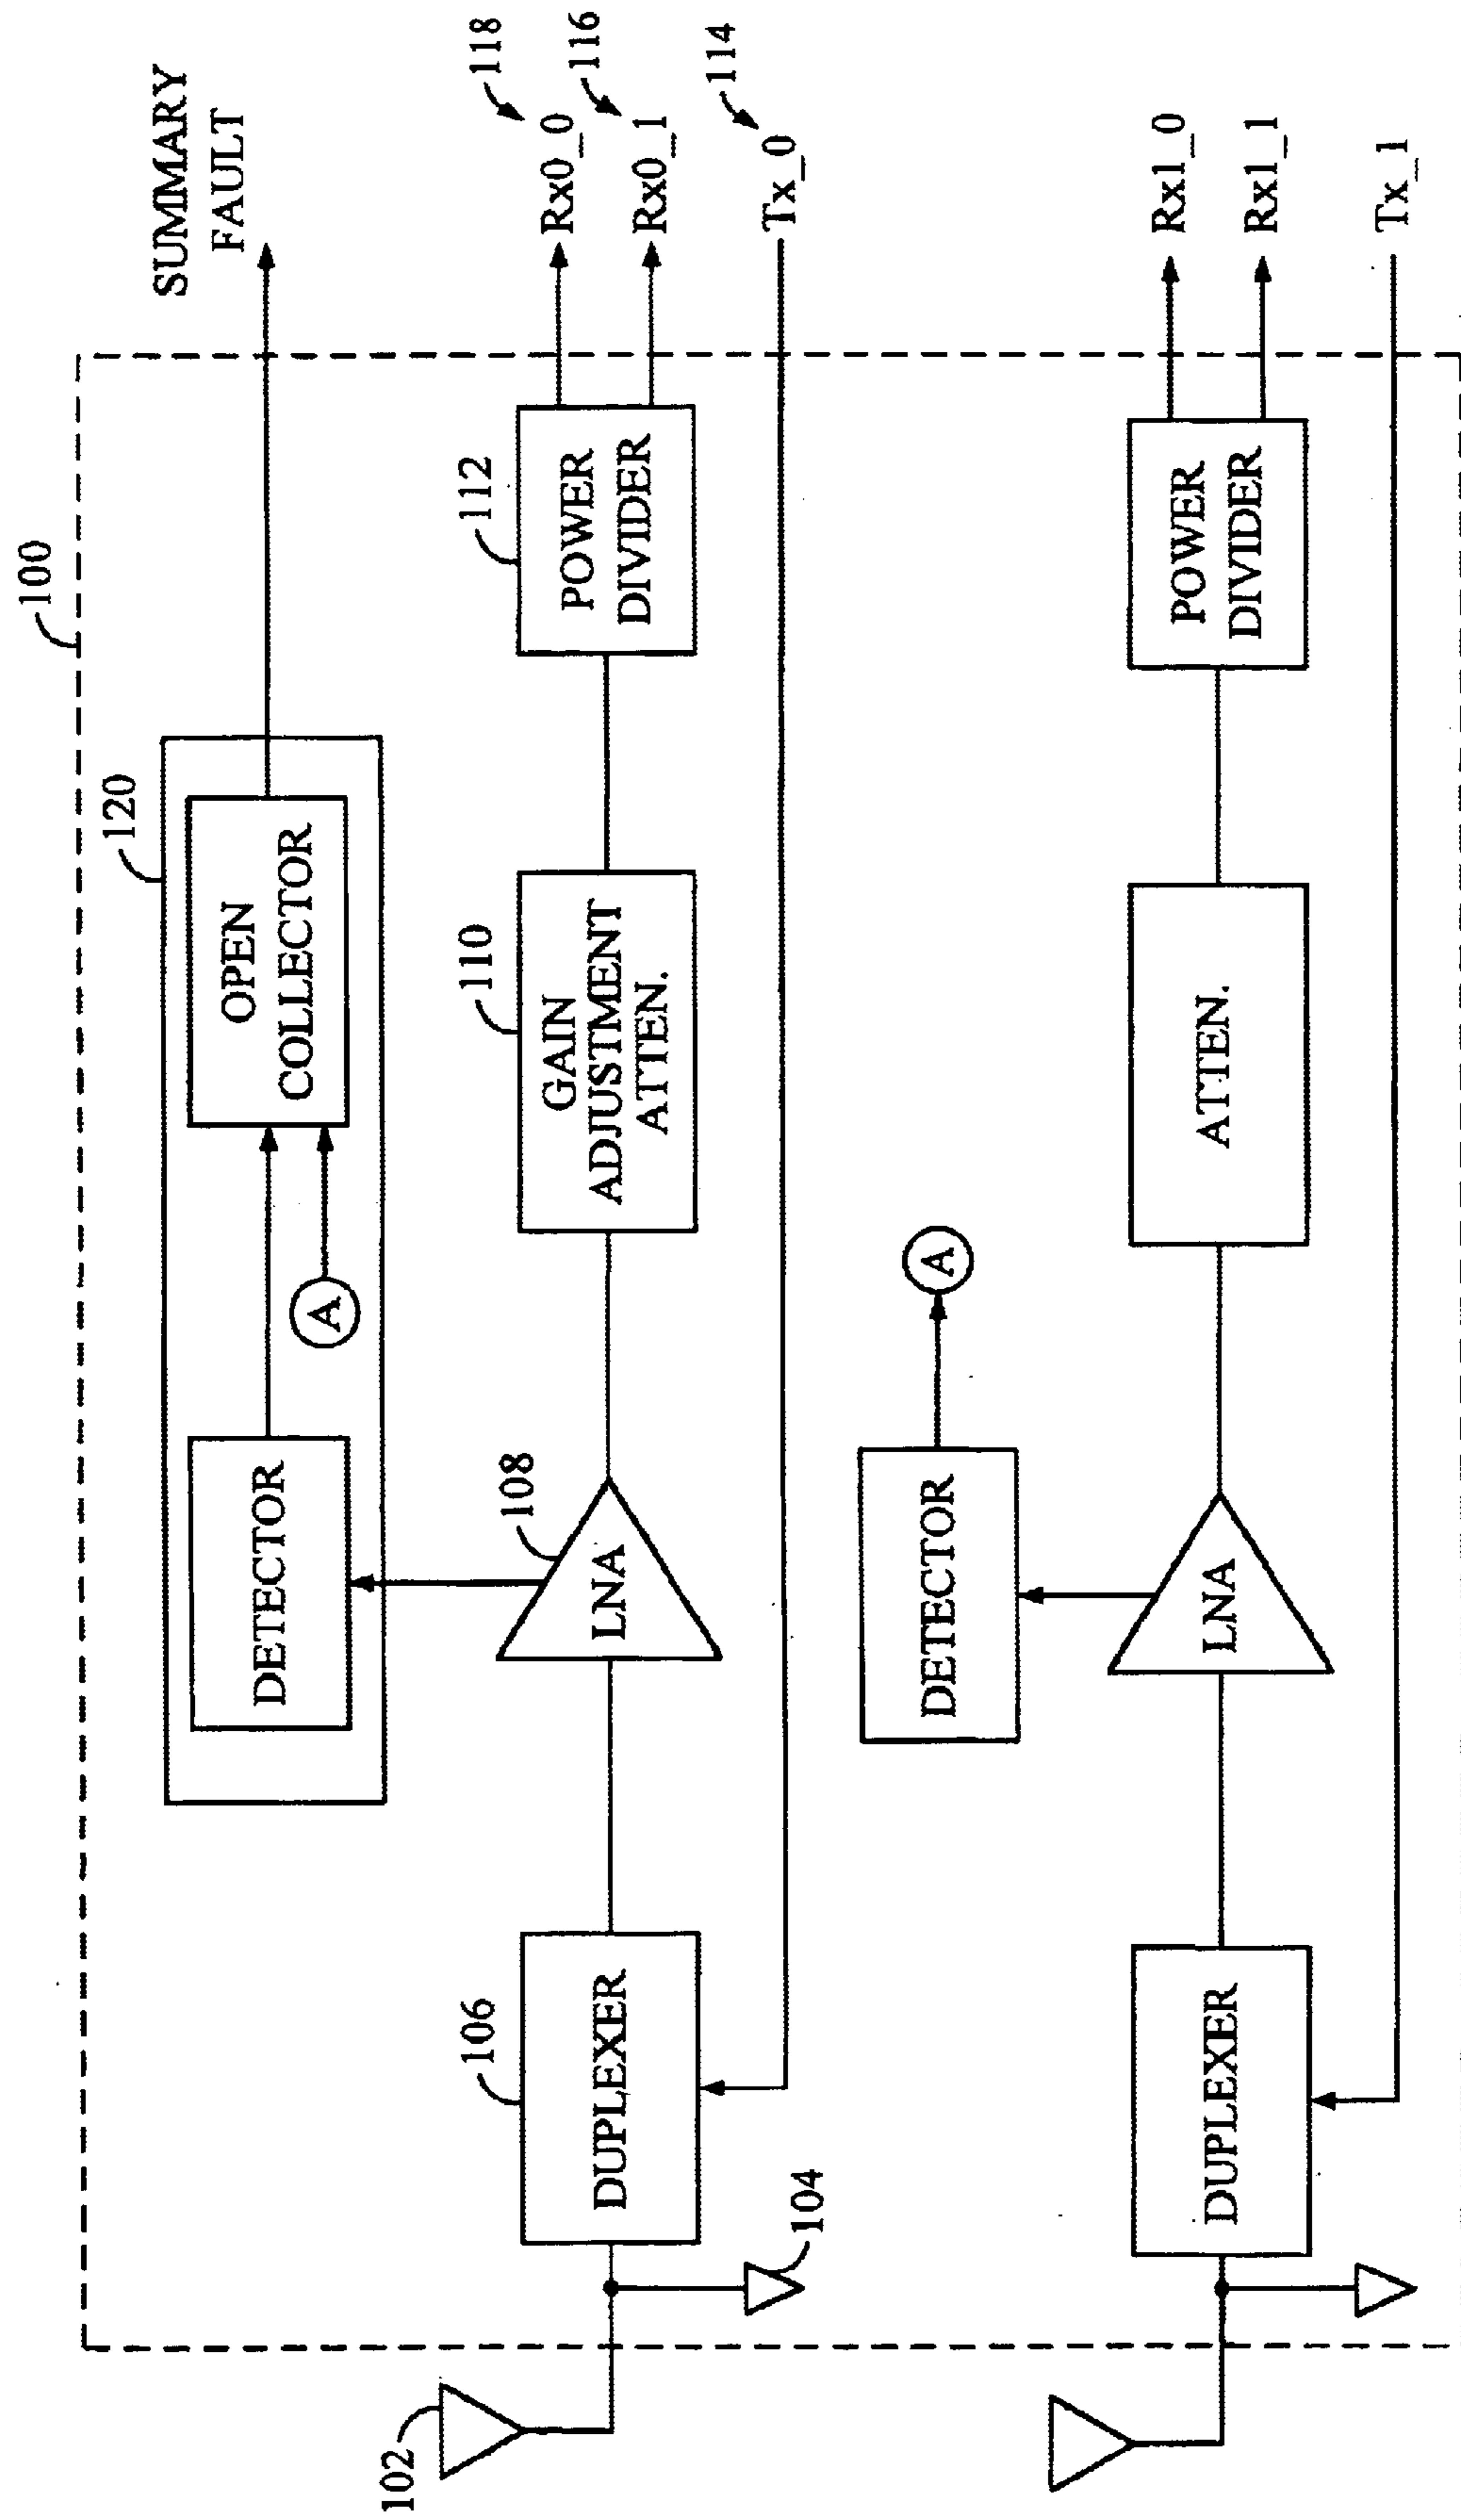 100
120
SUMMARY
FAULT
DETECTOR
OPEN
COLLECTOR
A
118
Rx0_0
116
Rx0_1
114
Tx_0
102
104
106
DUPLEXER
108
LNA
110
GAIN
ADJUSTMENT
ATTEN.
112
POWER
DIVIDER
DETECTOR
A
DUPLEXER
LNA
ATTEN.
POWER
DIVIDER
Rx1_0
Rx1_1
Tx_1